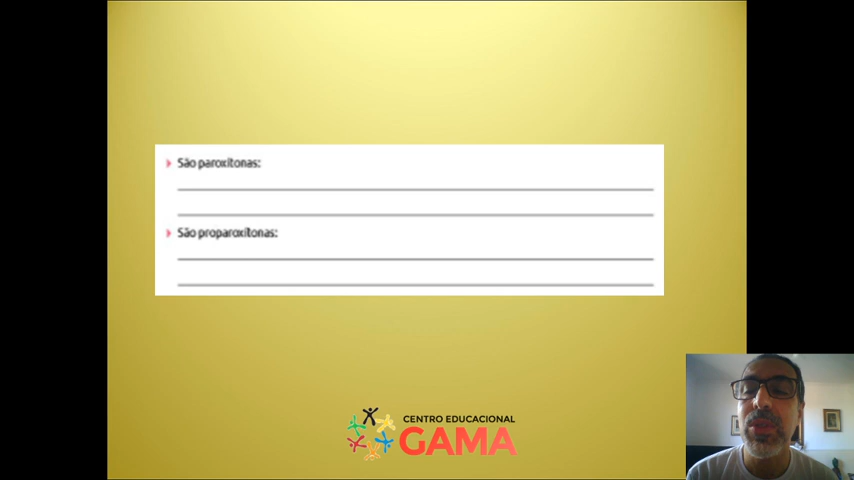 São paroxítonas:
São proparoxítonas:
CENTRO EDUCACIONAL
GAMA